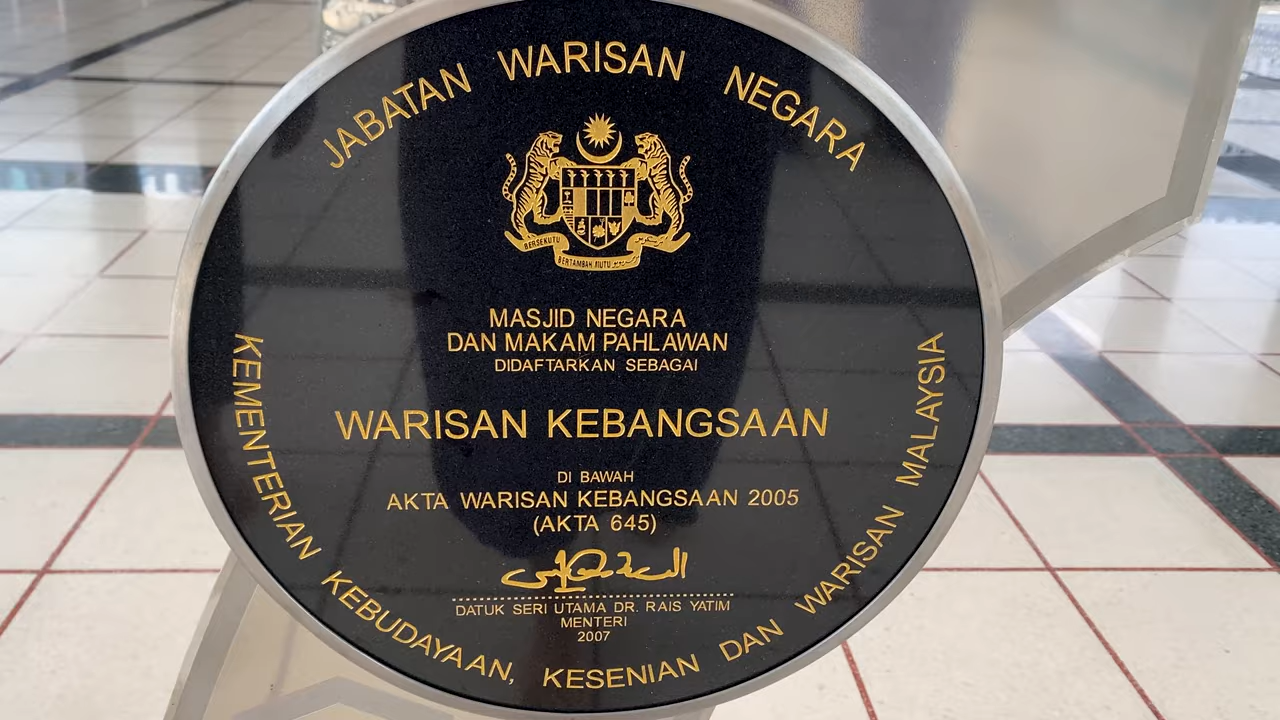 JABATAN WARISAN NEGARA
BERSEKUTU
BERTAMBAH MUTU
MASJID NEGARA
DAN MAKAM PAHLAWAN
DIDAFTARKAN SEBAGAI
WARISAN KEBANGSAAN
DI BAWAH
AKTA WARISAN KEBANGSAAN 2005
(AKTA 645)
DATUK SERI UTAMA DR. RAIS YATIM
MENTERI
2007
KEMENTERIAN KEBUDAYAAN, KESENIAN DAN WARISAN MALAYSIA